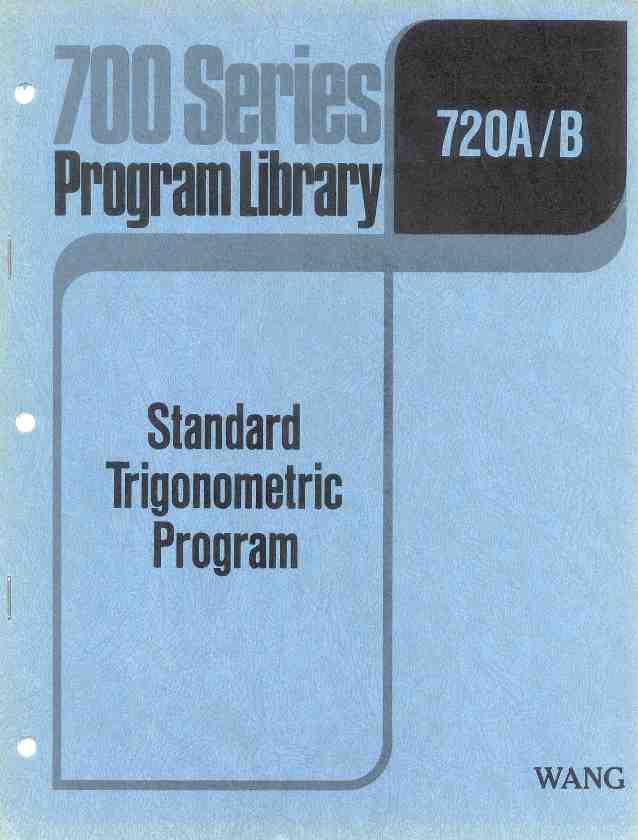 700 Series
Program Library
720A/B
Standard
Trigonometric
Program
WANG